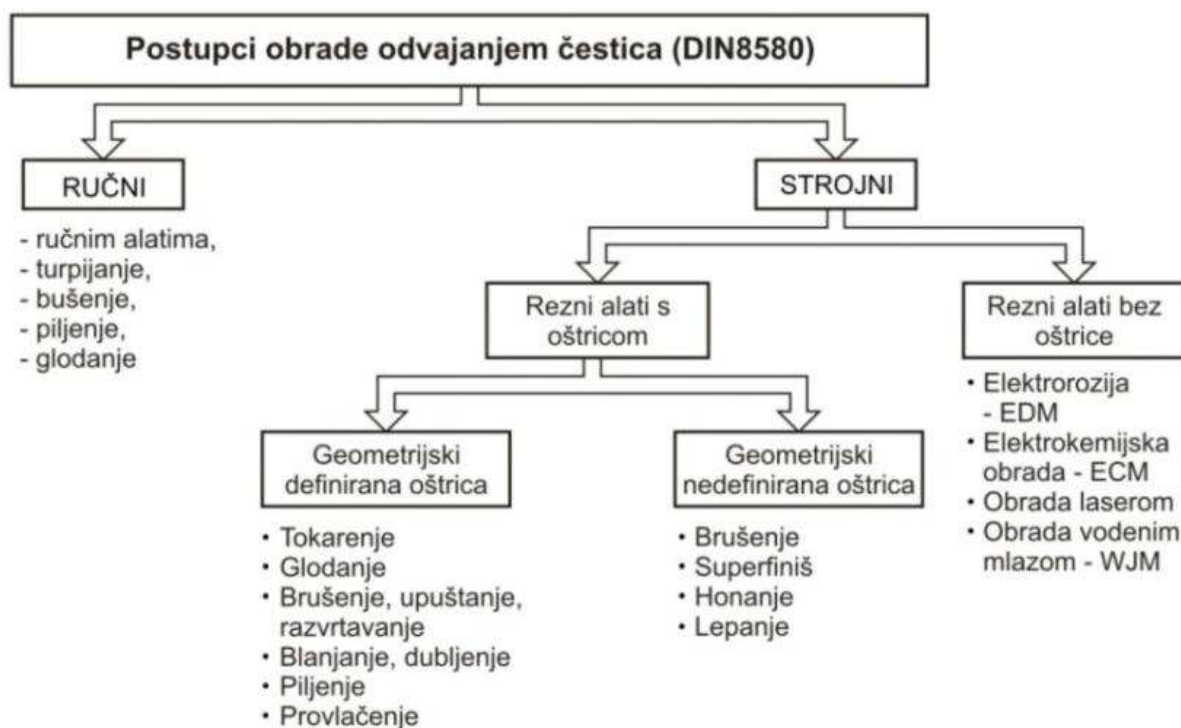 Postupci obrade odvajanjem čestica (DIN8580)
RUČNI
- ručnim alatima,
- turpijanje,
- bušenje,
- piljenje,
- glodanje
STROJNI
Rezni alati s
oštricom
Geometrijski
definirana oštrica
• Tokarenje
• Glodanje
• Brušenje, upuštanje,
razvrtavanje
• Blanjanje, dubljenje
• Piljenje
• Provlačenje
Geometrijski
nedefinirana oštrica
• Brušenje
• Superfiniš
• Honanje
• Lepanje
Rezni alati bez
oštrice
• Elektrorozija
- EDM
• Elektrokemijska
obrada - ECM
• Obrada laserom
• Obrada vodenim
mlazom - WJM